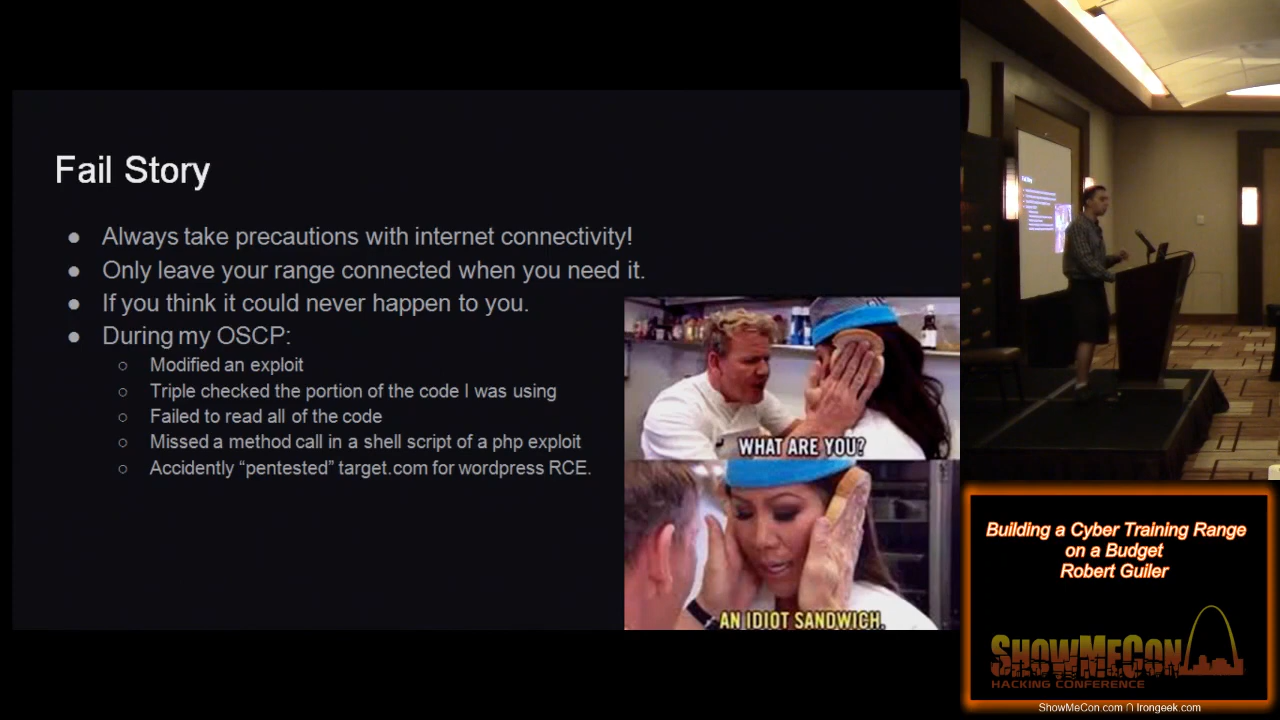 Fail Story
● Always take precautions with internet connectivity!
● Only leave your range connected when you need it.
● If you think it could never happen to you.
● During my OSCP:
○ Modified an exploit
○ Triple checked the portion of the code I was using
○ Failed to read all of the code
○ Missed a method call in a shell script of a php exploit
○ Accidently “pentested” target.com for wordpress RCE.
WHAT ARE YOU?
AN IDIOT SANDWICH.
Fail Story
Building a Cyber Training Range
on a Budget
Robert Guiler
SHOWMECON
HACKING CONFERENCE
ShowMeCon.com ∩ Irongeek.com